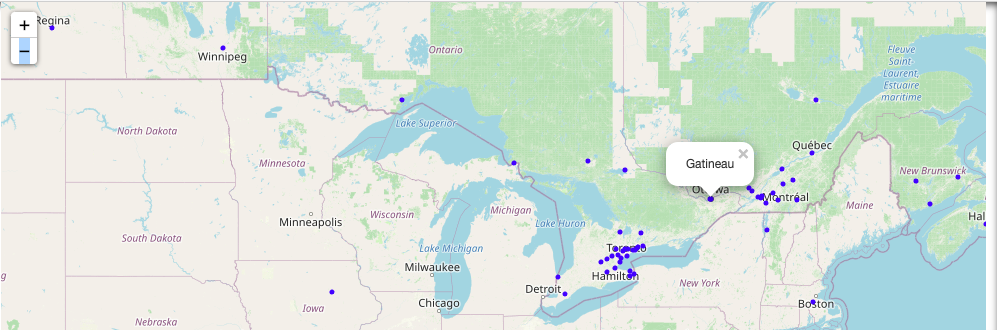 Regina
+
−
Winnipeg
Ontario
Fleuve
Saint-
Laurent,
Estuaire
maritime
Lake Superior
North Dakota
Québec
Gatineau ×
Minnesota
Ottawa
Montréal
New Brunswick
Maine
Minneapolis
Wisconsin
Michigan
Lake Huron
Hal
South Dakota
Lake Michigan
Toronto
Milwaukee
Hamilton
g
Detroit
New York
Chicago
Boston
Iowa
Nebraska